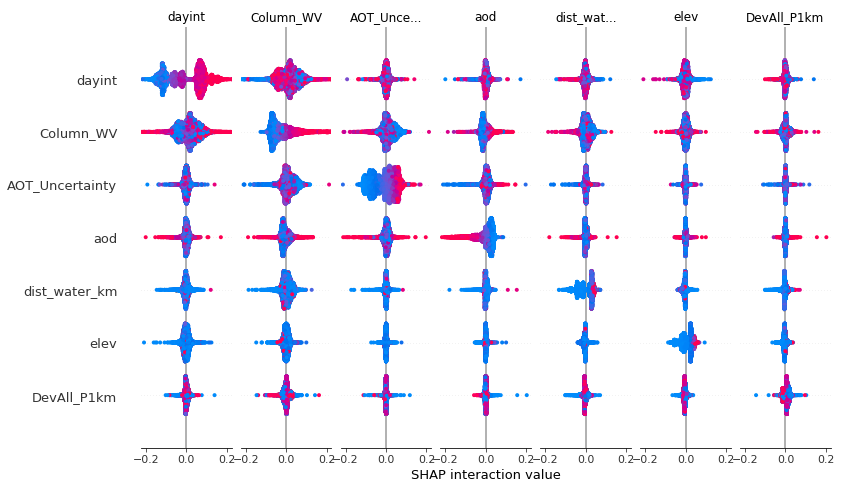 dayint Column_WV AOT_Unce... aod dist_wat... elev DevAll_P1km
dayint
Column_WV
AOT_Uncertainty
aod
dist_water_km
elev
DevAll_P1km
−0.2 0.0 0.2 −0.2 0.0 0.2 −0.2 0.0 0.2 −0.2 0.0 0.2 −0.2 0.0 0.2 −0.2 0.0 0.2 −0.2 0.0 0.2
SHAP interaction value